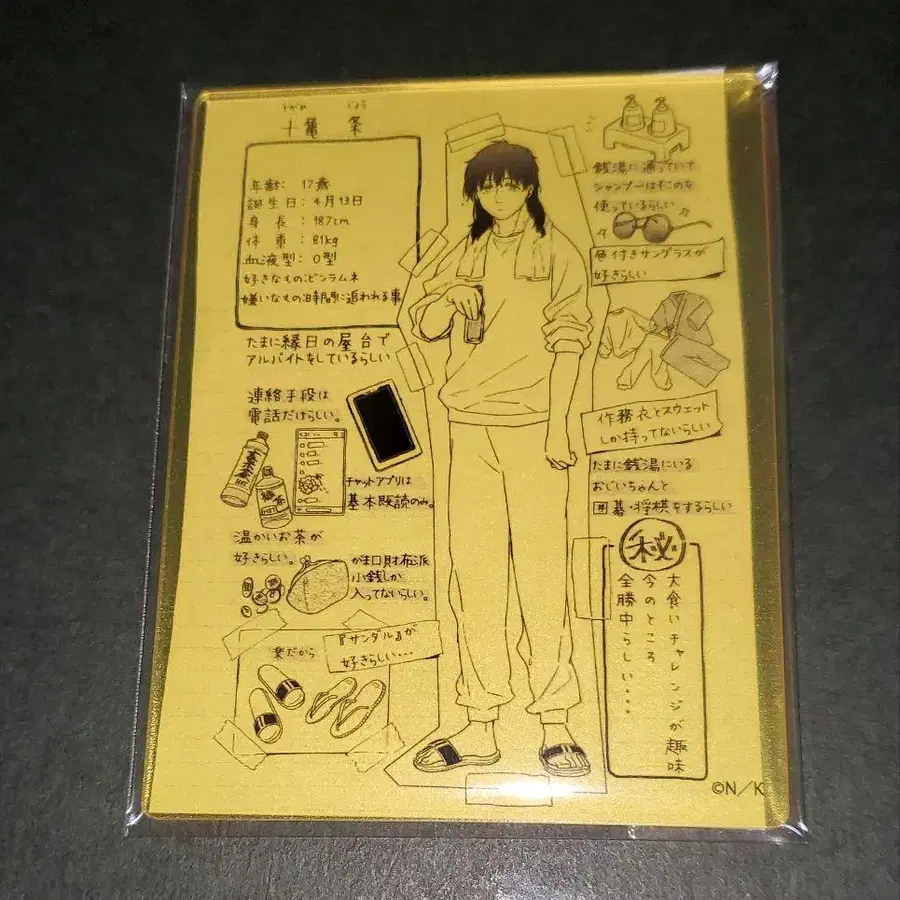 とがめ じょう
十亀 条
年齢: 17歳
誕生日: 4月13日
身長 : 187cm
体重 : 81kg
血液型: O型
好きなもの:ビンラムネ
嫌いなもの:時間に追われる事
たまに縁日の屋台で
アルバイトをしているらしい
連絡手段は
電話だけらしい。
チャットアプリは
基本既読のみ。
温かいお茶が
好きらしい。
がま口財布派
小銭しか
入ってないらしい。
楽だから
『サンダル』が
好きらしい…
銭湯に通っていて
シャンプーはそこのを
使っているらしい
色付きサングラスが
好きらしい
作務衣とスウェット
しか持ってないらしい
たまに銭湯にいる
おじいちゃんと
囲碁・将棋をするらしい
秘
大食いチャレンジが趣味
今のところ
全勝中らしい…
©N/K